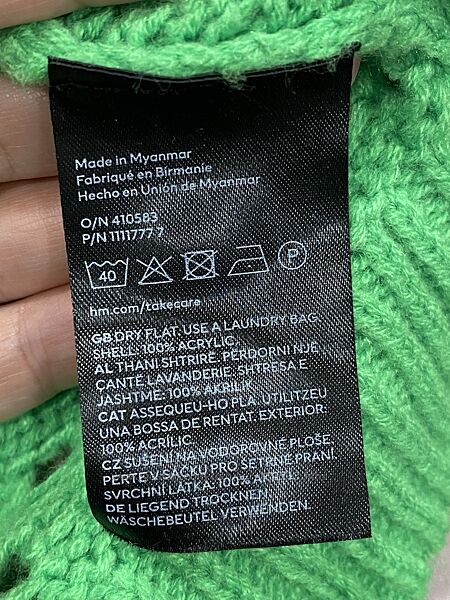 Made in Myanmar
Fabriqué en Birmanie
Hecho en Unión de Myanmar
O/N 410583
P/N 1111777 7
40 P
hm.com/takecare
GB DRY FLAT. USE A LAUNDRY BAG.
SHELL: 100% ACRYLIC.
AL THANI SHTRIRE. PËRDORNI NJË
ÇANTË LAVANDERIE. SHTRESA E
JASHTME: 100% AKRILIK.
CAT ASSEQUEU-HO PLA. UTILITZEU
UNA BOSSA DE RENTAT. EXTERIOR:
100% ACRÍLIC.
CZ SUŠENÍ NA VODOROVNÉ PLOŠE.
PERTE V SÁČKU PRO ŠETRNÉ PRANÍ.
SVRCHNÍ LÁTKA: 100% AKRYL.
DE LIEGEND TROCKNEN.
WÄSCHEBEUTEL VERWENDEN.